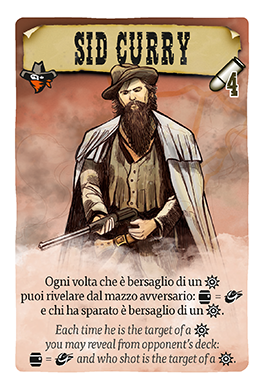 SID CURRY
4
Ogni volta che è bersaglio di un
puoi rivelare dal mazzo avversario: =
e chi ha sparato è bersaglio di un .
Each time he is the target of a
you may reveal from opponent's deck:
= and who shot is the target of a .